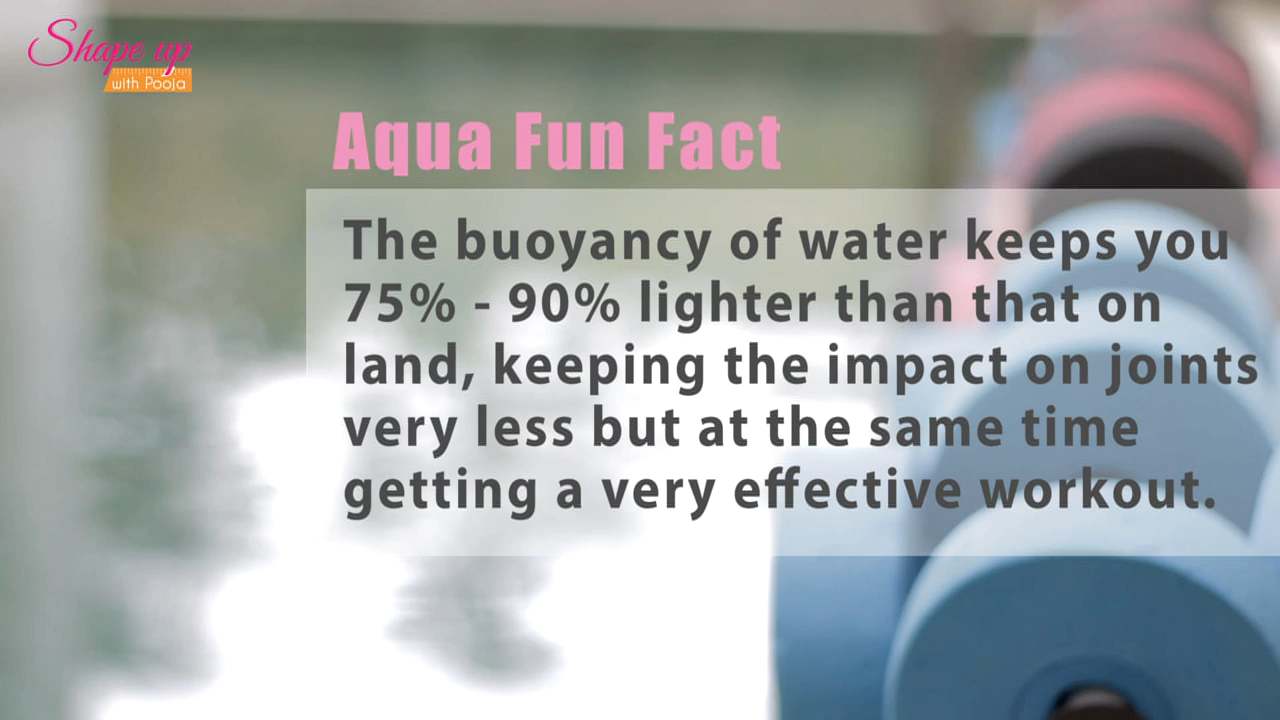 Shape up
with Pooja
Aqua Fun Fact
The buoyancy of water keeps you
75% - 90% lighter than that on
land, keeping the impact on joints
very less but at the same time
getting a very effective workout.